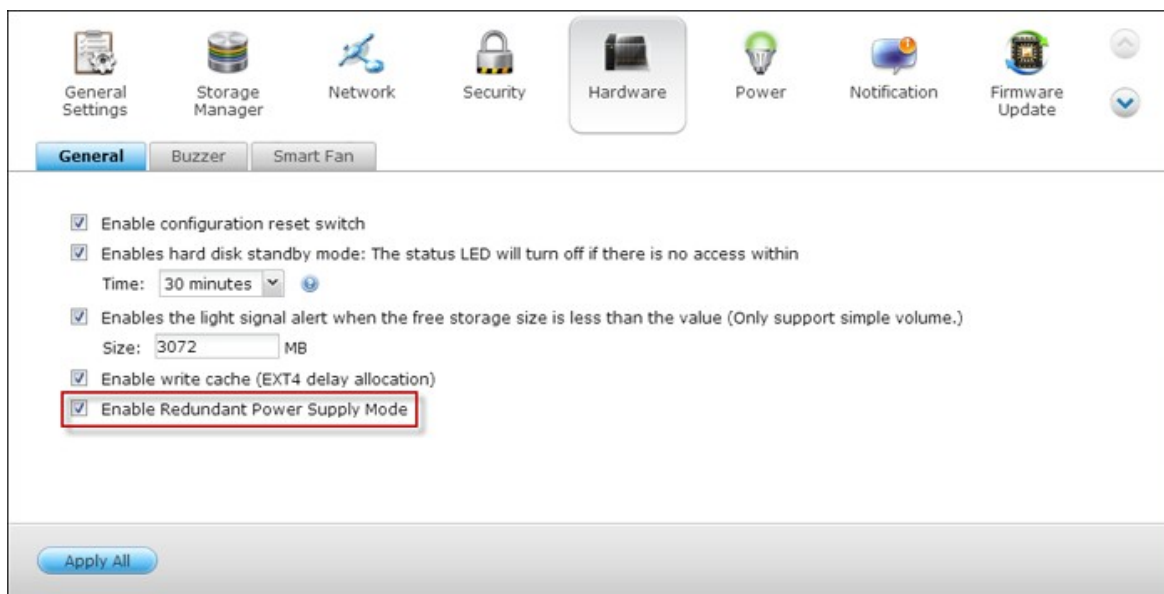 General Settings
Storage Manager
Network
Security
Hardware
Power
Notification
1
Firmware Update
General
Buzzer
Smart Fan
Enable configuration reset switch
Enables hard disk standby mode: The status LED will turn off if there is no access within
Time: 30 minutes
Enables the light signal alert when the free storage size is less than the value (Only support simple volume.)
Size: 3072 MB
Enable write cache (EXT4 delay allocation)
Enable Redundant Power Supply Mode
Apply All